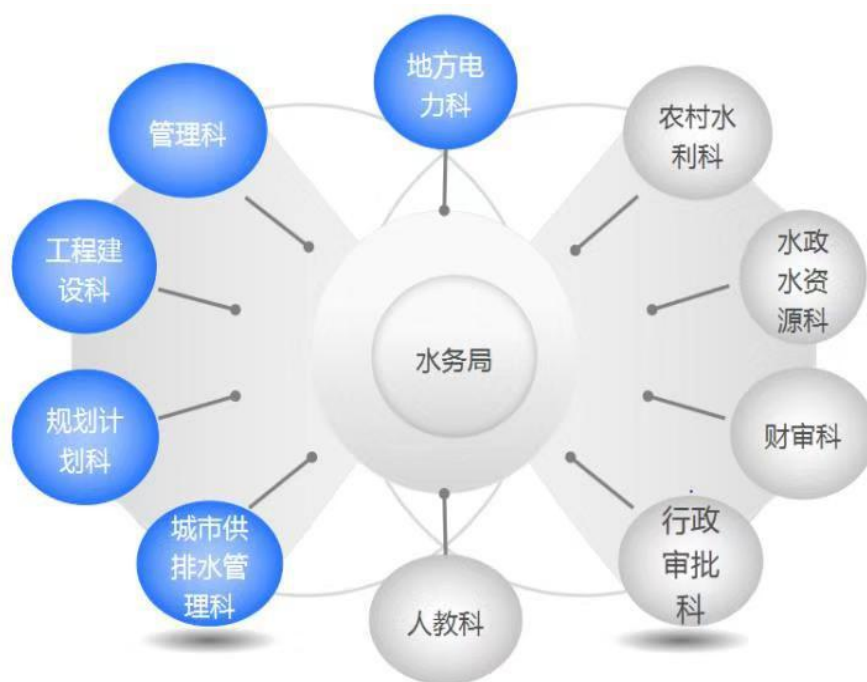 地方电
力科
管理科
农村水
利科
工程建
设科
水政
水资
源科
水务局
规划计
划科
财审科
城市供
排水管
理科
行政
审批
科
人教科